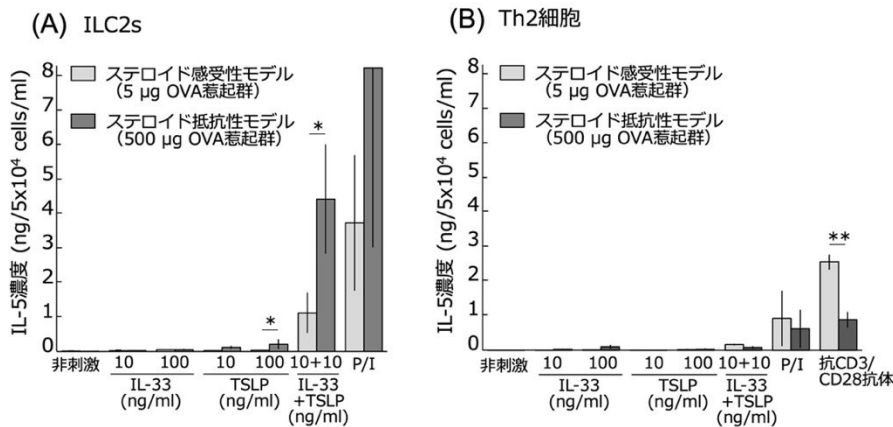 (A) ILC2s
ステロイド感受性モデル
(5 µg OVA惹起群)
ステロイド抵抗性モデル
(500 µg OVA惹起群)
IL-5濃度 (ng/5x10⁴ cells/ml)
8
7
6
5
4
3
2
1
0
*
*
非刺激
10 100
10 100
10+10
P/I
IL-33
(ng/ml)
TSLP
(ng/ml)
IL-33
+TSLP
(ng/ml)
(B) Th2細胞
ステロイド感受性モデル
(5 µg OVA惹起群)
ステロイド抵抗性モデル
(500 µg OVA惹起群)
IL-5濃度 (ng/5x10⁴ cells/ml)
8
7
6
5
4
3
2
1
0
**
非刺激
10 100
10 100
10+10
P/I
抗CD3/
CD28抗体
IL-33
(ng/ml)
TSLP
(ng/ml)
IL-33
+TSLP
(ng/ml)